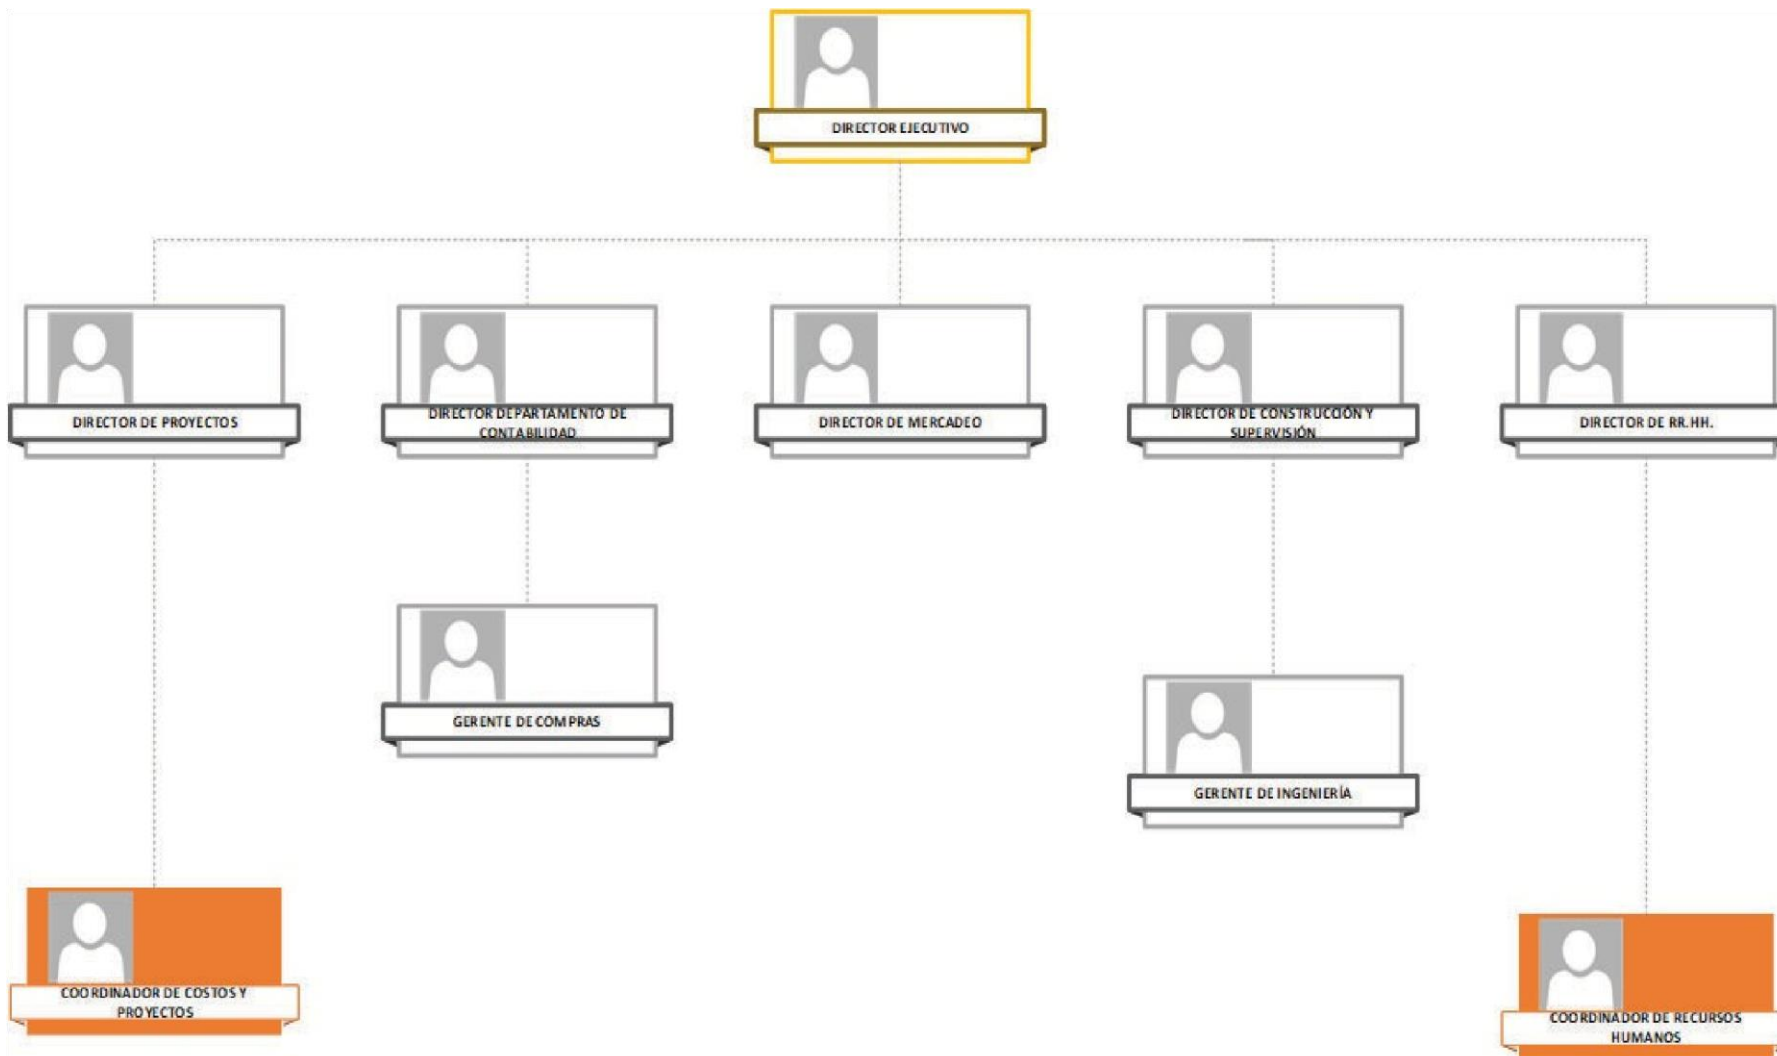 DIRECTOR EJECUTIVO
DIRECTOR DE PROYECTOS
DIRECTOR DEPARTAMENTO DE
CONTABILIDAD
DIRECTOR DE MERCADEO
DIRECTOR DE CONSTRUCCIÓN Y
SUPERVISIÓN
DIRECTOR DE RR.HH.
GERENTE DE COMPRAS
GERENTE DE INGENIERÍA
COORDINADOR DE COSTOS Y
PROYECTOS
COORDINADOR DE RECURSOS
HUMANOS